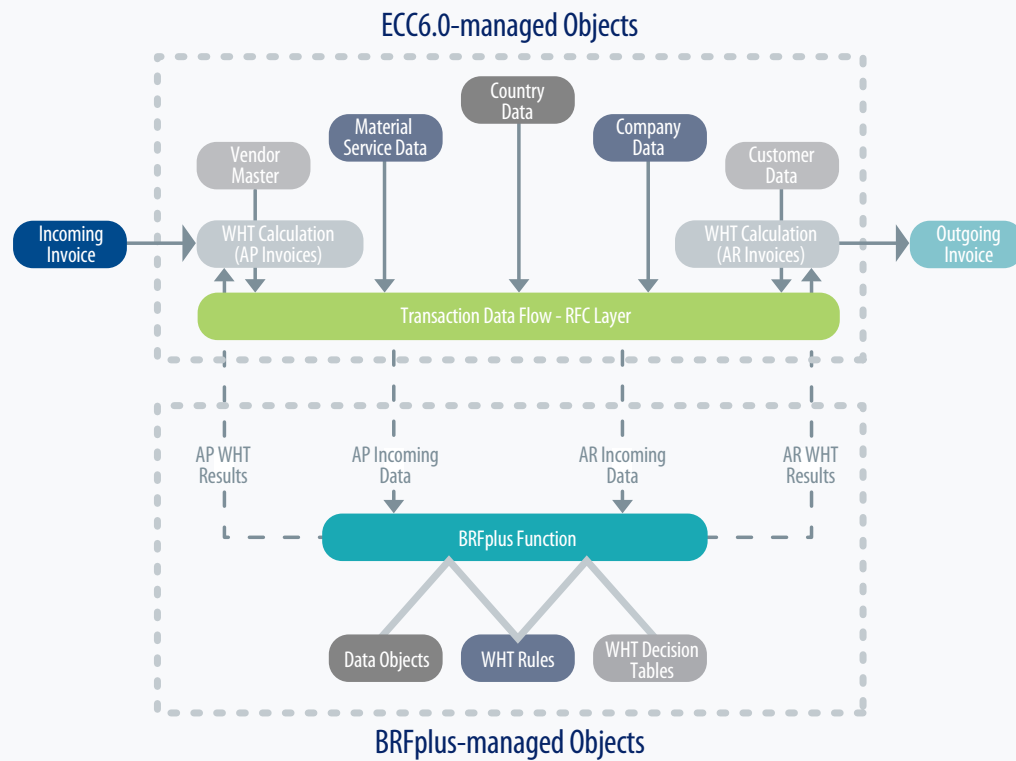 ECC6.0-managed Objects
Country
Data
Material
Service Data
Company
Data
Vendor
Master
Customer
Data
Incoming
Invoice
WHT Calculation
(AP Invoices)
WHT Calculation
(AR Invoices)
Outgoing
Invoice
Transaction Data Flow - RFC Layer
AP WHT
Results
AP Incoming
Data
AR Incoming
Data
AR WHT
Results
BRFplus Function
Data Objects
WHT Rules
WHT Decision
Tables
BRFplus-managed Objects